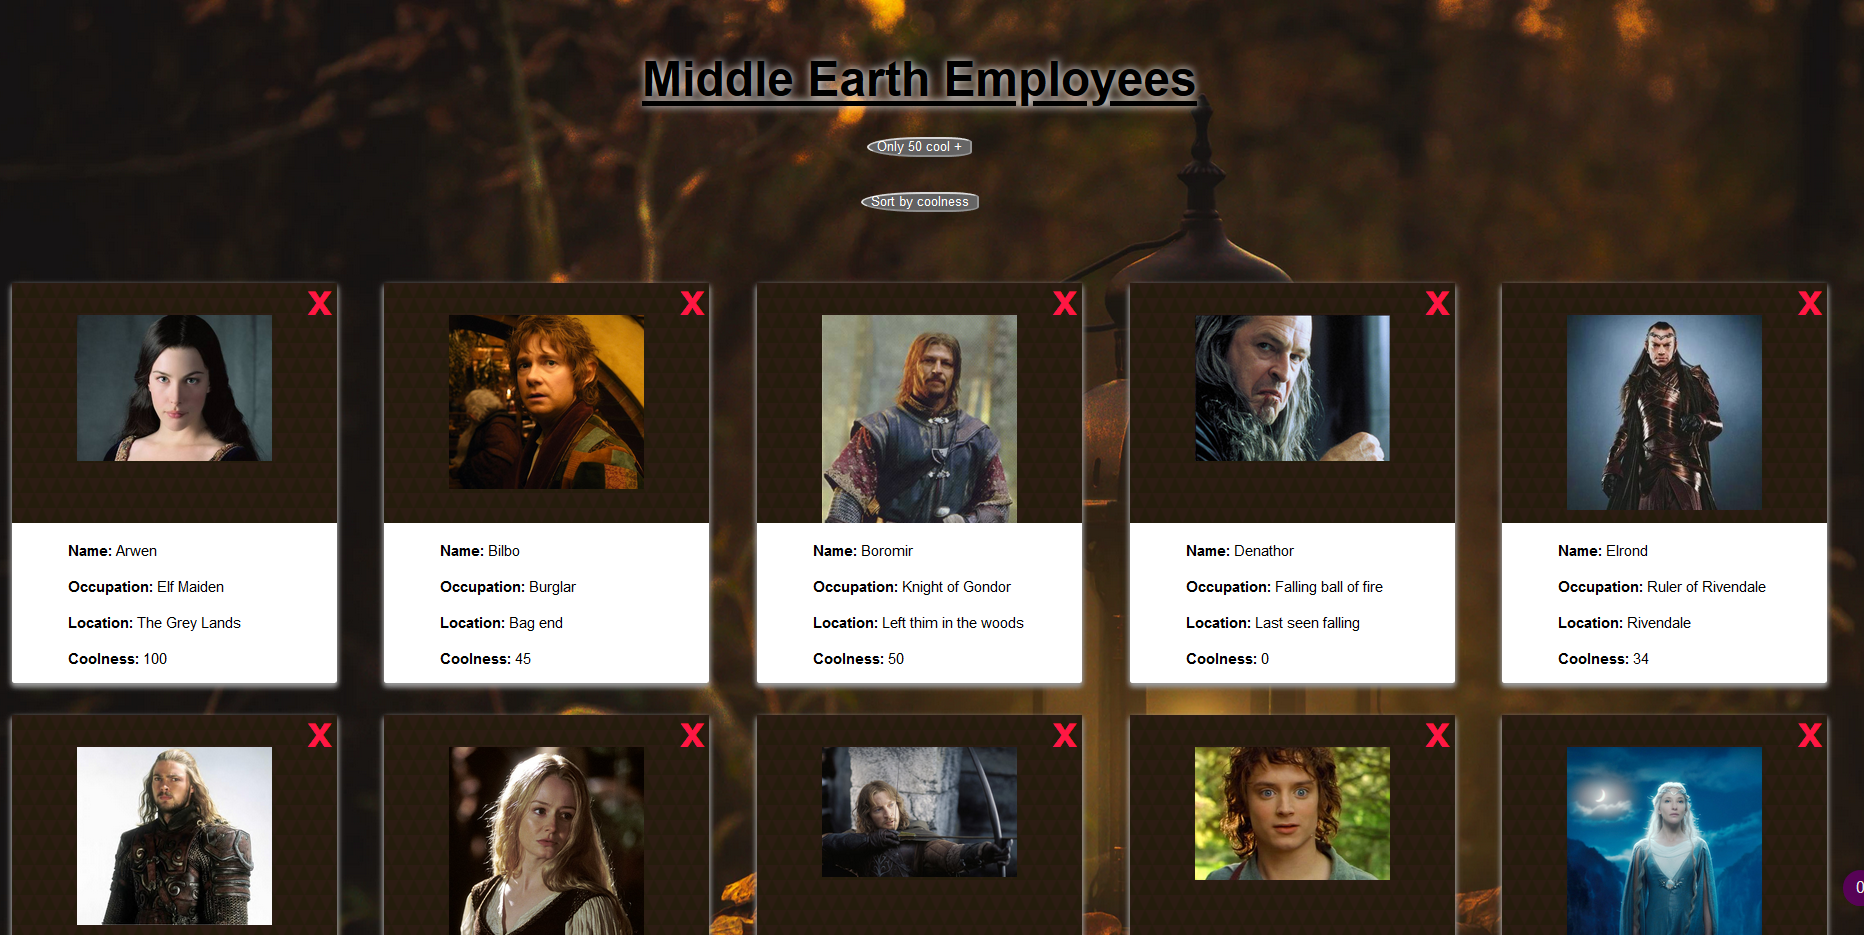 Middle Earth Employees
Only 50 cool +
Sort by coolness
X X X X X
Name: Arwen
Occupation: Elf Maiden
Location: The Grey Lands
Coolness: 100
Name: Bilbo
Occupation: Burglar
Location: Bag end
Coolness: 45
Name: Boromir
Occupation: Knight of Gondor
Location: Left thim in the woods
Coolness: 50
Name: Denathor
Occupation: Falling ball of fire
Location: Last seen falling
Coolness: 0
Name: Elrond
Occupation: Ruler of Rivendale
Location: Rivendale
Coolness: 34
X X X X X
0